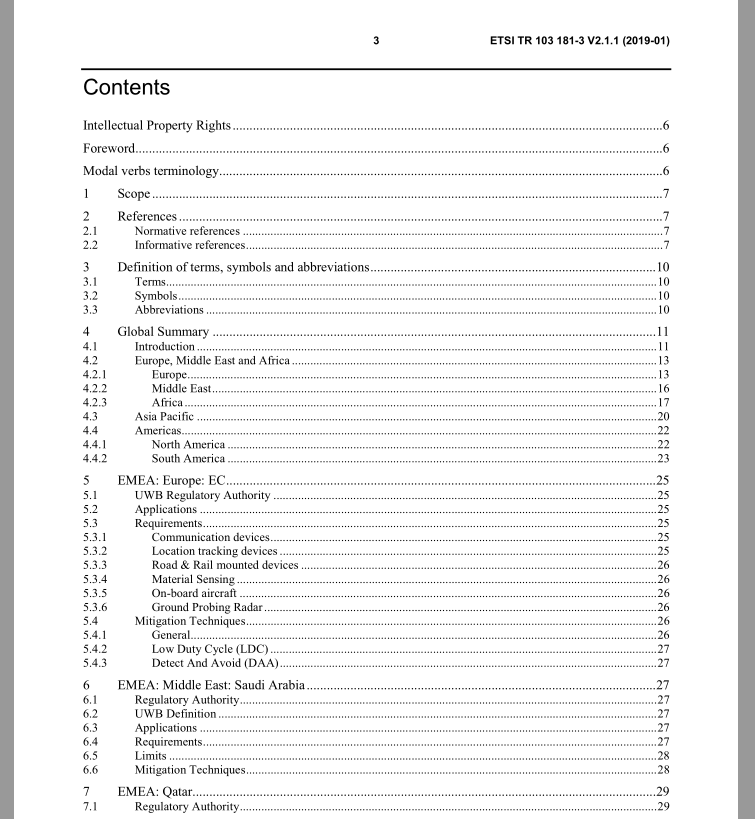 3 ETSI TR 103 181-3 V2.1.1 (2019-01)
Contents
Intellectual Property Rights ................................................................6
Foreword................................................................6
Modal verbs terminology................................................................6
1 Scope ................................................................7
2 References ................................................................7
2.1 Normative references ................................................................7
2.2 Informative references................................................................7
3 Definition of terms, symbols and abbreviations................................................................10
3.1 Terms................................................................10
3.2 Symbols................................................................10
3.3 Abbreviations ................................................................10
4 Global Summary ................................................................11
4.1 Introduction ................................................................11
4.2 Europe, Middle East and Africa ................................................................13
4.2.1 Europe................................................................13
4.2.2 Middle East................................................................16
4.2.3 Africa ................................................................17
4.3 Asia Pacific ................................................................20
4.4 Americas................................................................22
4.4.1 North America ................................................................22
4.4.2 South America ................................................................23
5 EMEA: Europe: EC................................................................25
5.1 UWB Regulatory Authority ................................................................25
5.2 Applications ................................................................25
5.3 Requirements................................................................25
5.3.1 Communication devices................................................................25
5.3.2 Location tracking devices ................................................................25
5.3.3 Road & Rail mounted devices ................................................................26
5.3.4 Material Sensing ................................................................26
5.3.5 On-board aircraft ................................................................26
5.3.6 Ground Probing Radar................................................................26
5.4 Mitigation Techniques................................................................26
5.4.1 General................................................................26
5.4.2 Low Duty Cycle (LDC) ................................................................27
5.4.3 Detect And Avoid (DAA)................................................................27
6 EMEA: Middle East: Saudi Arabia ................................................................27
6.1 Regulatory Authority................................................................27
6.2 UWB Definition ................................................................27
6.3 Applications ................................................................27
6.4 Requirements................................................................27
6.5 Limits ................................................................28
6.6 Mitigation Techniques................................................................28
7 EMEA: Qatar................................................................29
7.1 Regulatory Authority................................................................29